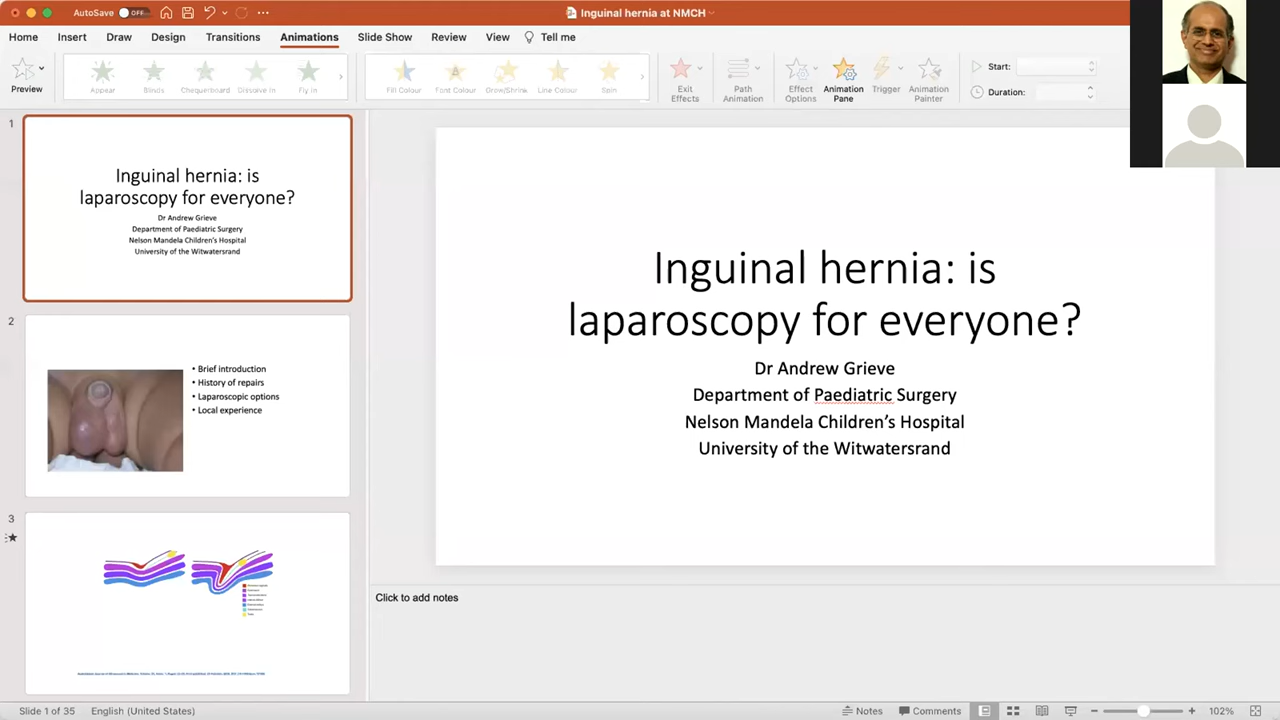 AutoSave OFF
Inguinal hernia at NMCH
Home Insert Draw Design Transitions Animations Slide Show Review View Tell me
Preview
Appear Blinds Chequerboard Dissolve In Fly In
Fill Colour Font Colour Grow/Shrink Line Colour Spin
Exit Effects
Path Animation
Effect Options
Animation Pane
Trigger
Animation Painter
Start:
Duration:
1
Inguinal hernia: is
laparoscopy for everyone?
Dr Andrew Grieve
Department of Paediatric Surgery
Nelson Mandela Children's Hospital
University of the Witwatersrand
2
• Brief introduction
• History of repairs
• Laparoscopic options
• Local experience
3
Inguinal hernia: is
laparoscopy for everyone?
Dr Andrew Grieve
Department of Paediatric Surgery
Nelson Mandela Children's Hospital
University of the Witwatersrand
Click to add notes
Slide 1 of 35 English (United States) Notes Comments 102%